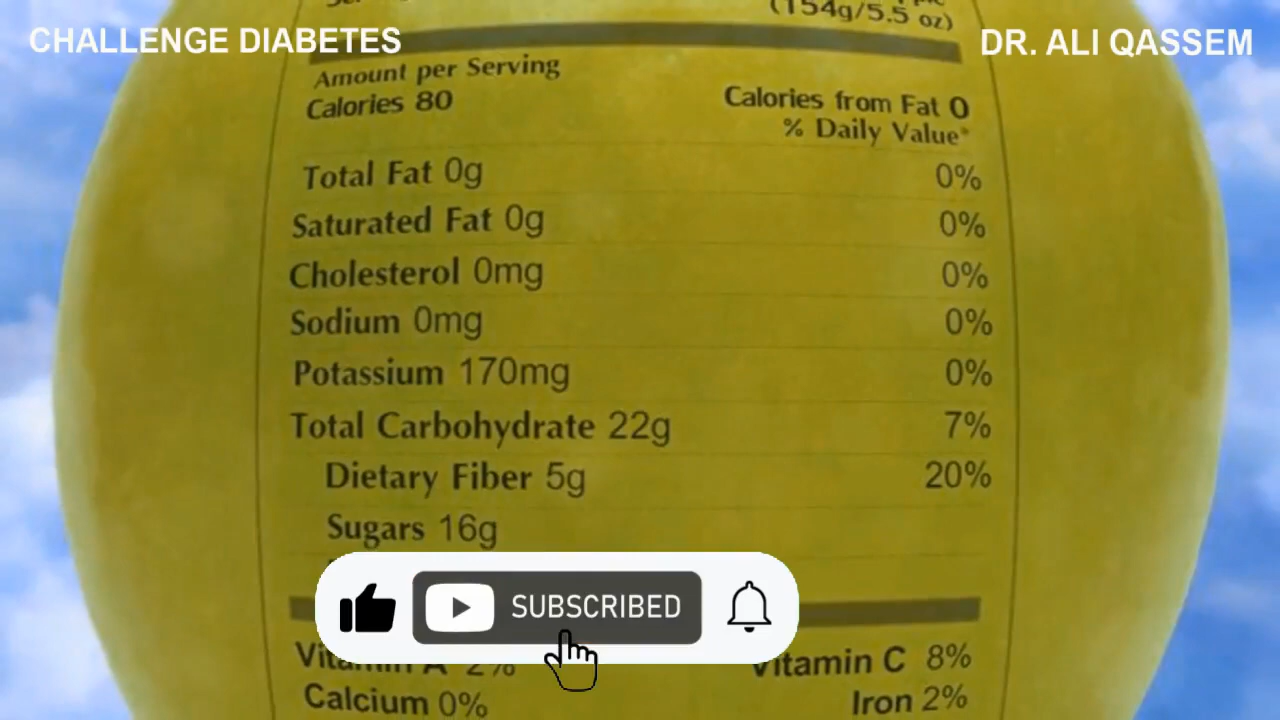 CHALLENGE DIABETES
DR. ALI QASSEM
(154g/5.5 oz)
Amount per Serving
Calories 80
Calories from Fat 0
% Daily Value*
Total Fat 0g 0%
Saturated Fat 0g 0%
Cholesterol 0mg 0%
Sodium 0mg 0%
Potassium 170mg 0%
Total Carbohydrate 22g 7%
Dietary Fiber 5g 20%
Sugars 16g
SUBSCRIBED
Vitamin A 2% Vitamin C 8%
Calcium 0% Iron 2%